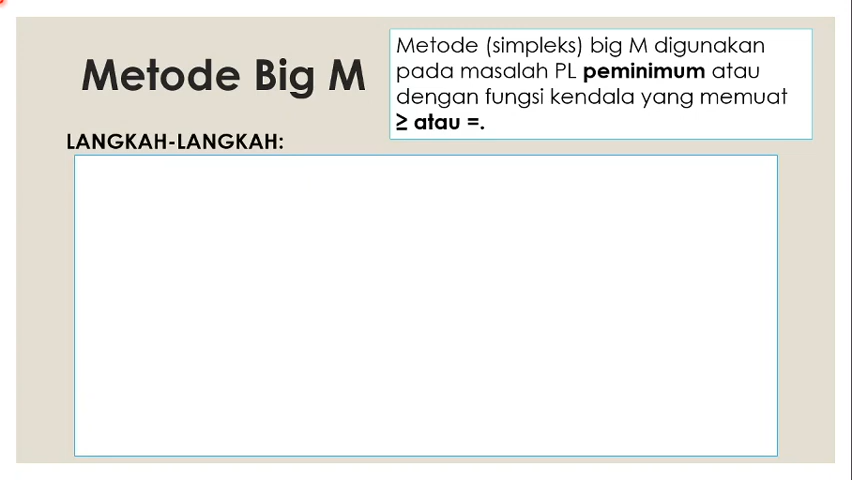 Metode Big M
Metode (simpleks) big M digunakan
pada masalah PL peminimum atau
dengan fungsi kendala yang memuat
≥ atau =.
LANGKAH-LANGKAH: